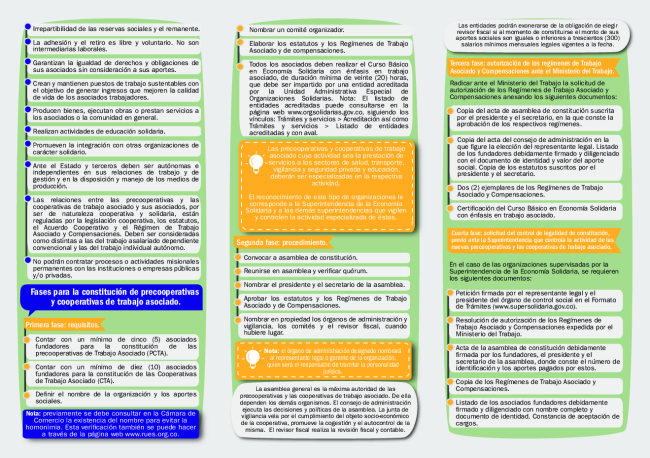 Irrepartibilidad de las reservas sociales y el remanente.
La adhesión y el retiro es libre y voluntario. No son
intermediarias laborales.
Garantizan la igualdad de derechos y obligaciones de
sus asociados sin consideración a sus aportes.
Crean y mantienen puestos de trabajo sustentables con
el objetivo de generar ingresos que mejoren la calidad
de vida de los asociados trabajadores.
Producen bienes, ejecutan obras o prestan servicios a
los asociados o la comunidad en general.
Realizan actividades de educación solidaria.
Promueven la integración con otras organizaciones de
carácter solidario.
Ante el Estado y terceros deben ser autónomas e
independientes en sus relaciones de trabajo y de
gestión y en la disposición y manejo de los medios de
producción.
Las relaciones entre las precooperativas y las
cooperativas de trabajo asociado y sus asociados, por
ser de naturaleza cooperativa y solidaria, están
reguladas por la legislación cooperativa, los estatutos,
el Acuerdo Cooperativo y el Régimen de Trabajo
Asociado y Compensaciones. Deben ser consideradas
como distintas a las del trabajo asalariado dependiente
convencional y las del trabajo individual autónomo.
No podrán contratar procesos o actividades misionales
permanentes con las instituciones o empresas públicas
y/o privadas.
Fases para la constitución de precooperativas
y cooperativas de trabajo asociado.
Primera fase: requisitos.
Contar con un mínimo de cinco (5) asociados
fundadores para la constitución de las
precooperativas de Trabajo Asociado (PCTA).
Contar con un mínimo de diez (10) asociados
fundadores para la constitución de las Cooperativas
de Trabajo Asociado (CTA).
Definir el nombre de la organización y los aportes
sociales.
Nota: previamente se debe consultar en la Cámara de
Comercio la existencia del nombre para evitar la
homonimia. Esta verificación también se puede hacer
a través de la página web www.rues.org.co.
Nombrar un comité organizador.
Elaborar los estatutos y los Regímenes de Trabajo
Asociado y de compensaciones.
Todos los asociados deben realizar el Curso Básico
en Economía Solidaria con énfasis en trabajo
asociado, de duración mínima de veinte (20) horas,
que debe ser impartido por una entidad acreditada
por la Unidad Administrativa Especial de
Organizaciones Solidarias. Nota: El listado de
entidades acreditadas puede consultarse en la
página web www.orgsolidarias.gov.co, siguiendo los
vínculos: Trámites y servicios > Acreditación así como
Trámites y servicios > Listado de entidades
acreditadas y con aval.
Las precooperativas y cooperativas de trabajo
asociado cuya actividad sea la prestación de
servicios a los sectores de salud, transporte,
vigilancia y seguridad privada y educación,
deberán ser especializadas en la respectiva
actividad.
El reconocimiento de este tipo de organizaciones le
corresponde a la Superintendencia de la Economía
Solidaria y a las demás superintendencias que vigilen
y controlen la actividad especializada de éstas.
Segunda fase: procedimiento.
Convocar a asamblea de constitución.
Reunirse en asamblea y verificar quórum.
Nombrar el presidente y el secretario de la asamblea.
Aprobar los estatutos y los Regímenes de Trabajo
Asociado y de Compensaciones.
Nombrar en propiedad los órganos de administración y
vigilancia, los comités y el revisor fiscal, cuando
hubiere lugar.
Nota: el órgano de administración designado nombrará
al representante legal o gerente de la organización,
quien será el responsable de tramitar la personalidad
jurídica.
La asamblea general es la máxima autoridad de las
precooperativas y las cooperativas de trabajo asociado. De ella
dependen los demás organismos. El consejo de administración
ejecuta las decisiones y políticas de la asamblea. La junta de
vigilancia vela por el cumplimiento del objeto socio-económico
de la cooperativa, promueve la cogestión y el autocontrol de la
misma. El revisor fiscal realiza la revisión fiscal y contable.
Las entidades podrán exonerarse de la obligación de elegir
revisor fiscal si al momento de constituirse el monto de sus
aportes sociales son iguales o inferiores a trescientos (300)
salarios mínimos mensuales legales vigentes a la fecha.
Tercera fase: autorización de los regímenes de Trabajo
Asociado y Compensaciones ante el Ministerio del Trabajo.
Radicar ante el Ministerio del Trabajo la solicitud de
autorización de los Regímenes de Trabajo Asociado y
Compensaciones anexando los siguientes documentos:
Copia del acta de asamblea de constitución suscrita
por el presidente y el secretario, en la que conste la
aprobación de los respectivos regímenes.
Copia del acta del consejo de administración en la
que figure la elección del representante legal. Listado
de los fundadores debidamente firmado y diligenciado
con el documento de identidad y valor del aporte
social. Copia de los estatutos suscritos por el
presidente y el secretario.
Dos (2) ejemplares de los Regímenes de Trabajo
Asociado y Compensaciones.
Certificación del Curso Básico en Economía Solidaria
con énfasis en trabajo asociado.
Cuarta fase: solicitud del control de legalidad de constitución,
previo ante la Superintendencia que controla la actividad de las
nuevas precooperativas y las cooperativas de trabajo asociado.
En el caso de las organizaciones supervisadas por la
Superintendencia de la Economía Solidaria, se requieren
los siguientes documentos:
Petición firmada por el representante legal y el
presidente del órgano de control social en el Formato
de Trámites (www.supersolidaria.gov.co).
Resolución de autorización de los Regímenes de
Trabajo Asociado y Compensaciones expedida por el
Ministerio del Trabajo.
Acta de la asamblea de constitución debidamente
firmada por los fundadores, el presidente y el
secretario de la asamblea, donde conste el número de
identificación y los aportes pagados por estos.
Copia de los Regímenes de Trabajo Asociado y
Compensaciones.
Listado de los asociados fundadores debidamente
firmado y diligenciado con nombre completo y
documento de identidad. Constancia de aceptación de
cargos.